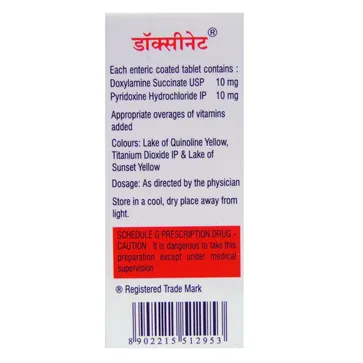 डॉक्सीनेट®
Each enteric coated tablet contains :
Doxylamine Succinate USP 10 mg
Pyridoxine Hydrochloride IP 10 mg
Appropriate overages of vitamins
added
Colours: Lake of Quinoline Yellow,
Titanium Dioxide IP & Lake of
Sunset Yellow
Dosage: As directed by the physician
Store in a cool, dry place away from
light.
SCHEDULE G PRESCRIPTION DRUG -
CAUTION It is dangerous to take this
preparation except under medical
supervision
® Registered Trade Mark
8 902215 512953